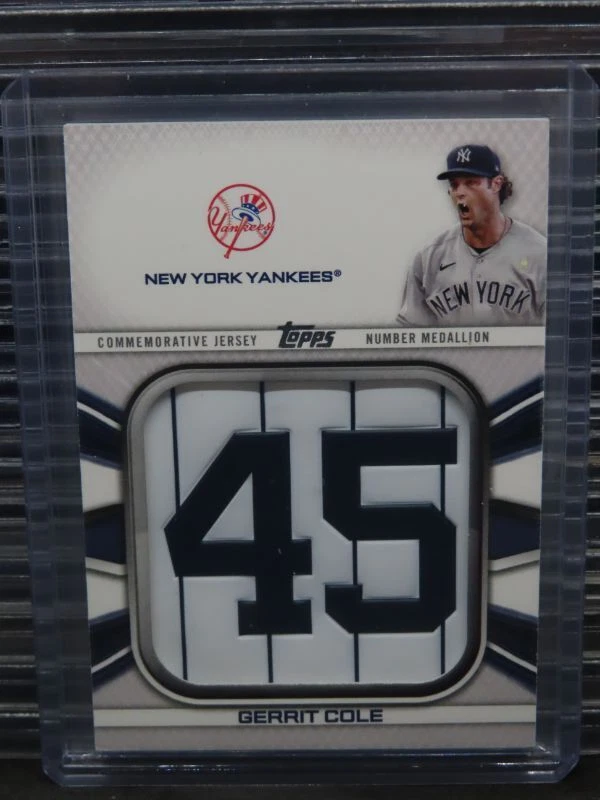 Yankees
NEW YORK YANKEES®
NY
NEW YORK
COMMEMORATIVE JERSEY topps NUMBER MEDALLION
45
GERRIT COLE